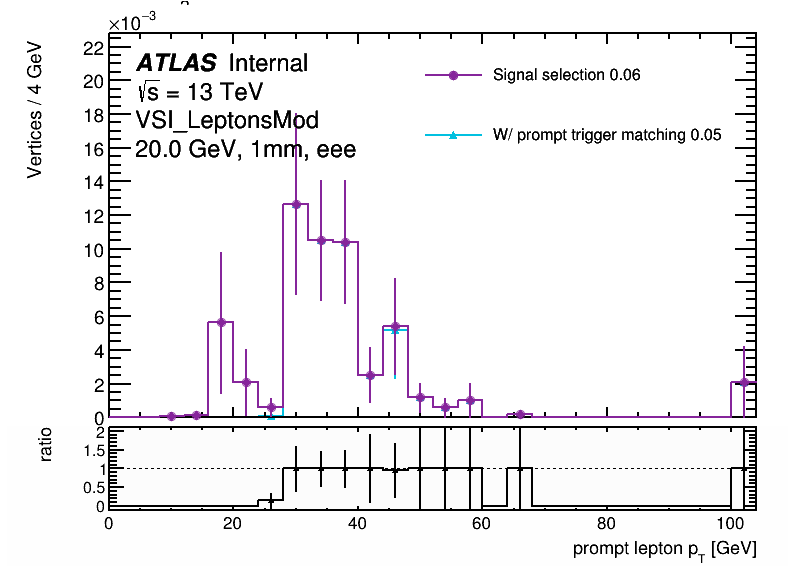 ×10⁻³
Vertices / 4 GeV
22
20
18
16
14
12
10
8
6
4
2
0
ATLAS Internal
√s = 13 TeV
VSI_LeptonsMod
20.0 GeV, 1mm, eee
Signal selection 0.06
W/ prompt trigger matching 0.05
ratio
2
1.5
1
0.5
0
0 20 40 60 80 100
prompt lepton p_T [GeV]